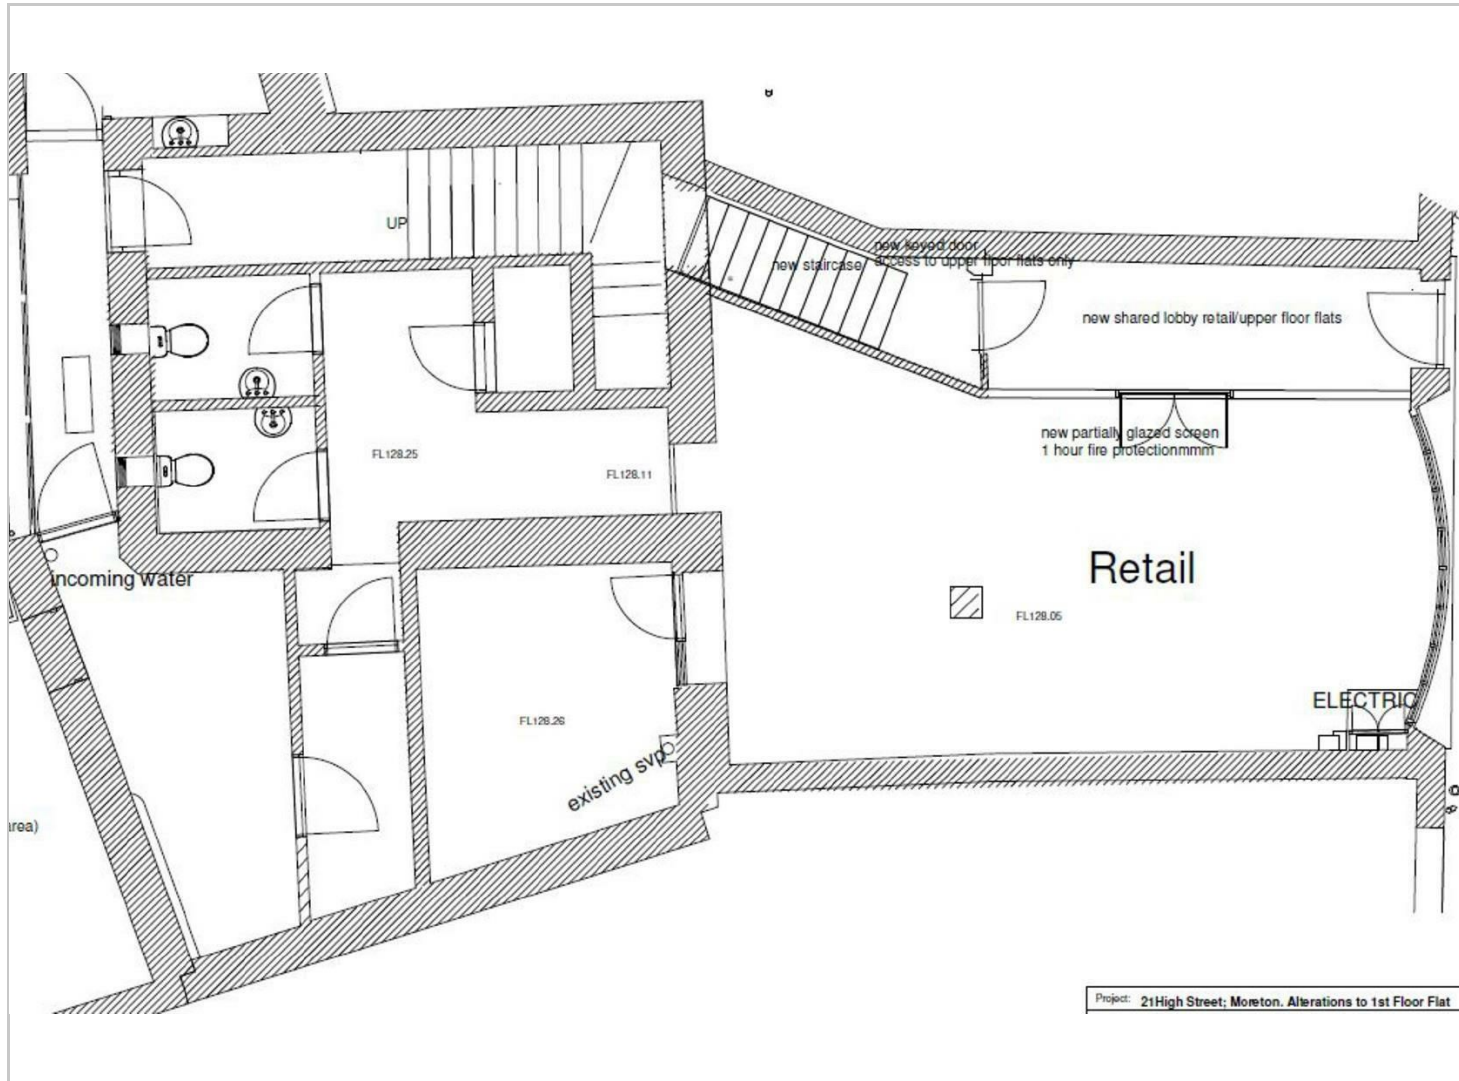 UP
new keyed door
access to upper floor flats only
new staircase
new shared lobby retail/upper floor flats
new partially glazed screen
1 hour fire protectionmmm
FL128.25
FL128.11
Retail
incoming water
FL128.05
ELECTRIC
FL128.26
existing svp
area)
Project: 21High Street; Moreton. Alterations to 1st Floor Flat